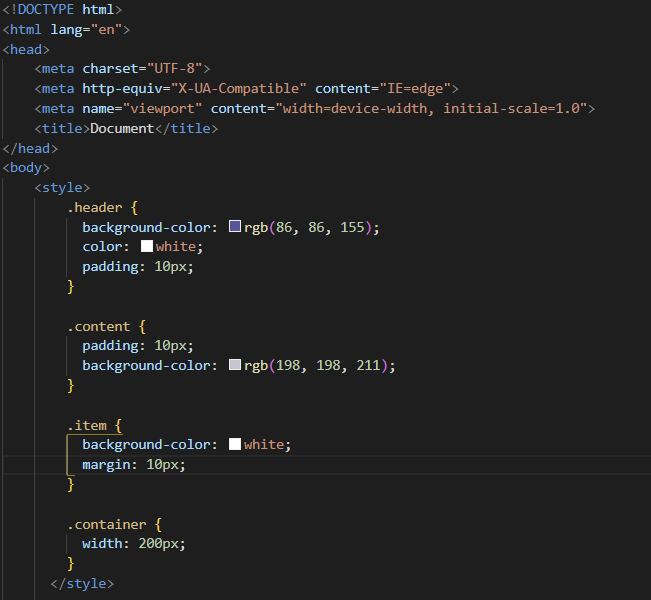 <!DOCTYPE html>
<html lang="en">
<head>
    <meta charset="UTF-8">
    <meta http-equiv="X-UA-Compatible" content="IE=edge">
    <meta name="viewport" content="width=device-width, initial-scale=1.0">
    <title>Document</title>
</head>
<body>
    <style>
        .header {
          background-color: rgb(86, 86, 155);
          color: white;
          padding: 10px;
        }

        .content {
          padding: 10px;
          background-color: rgb(198, 198, 211);
        }

        .item {
          background-color: white;
          margin: 10px;
        }

        .container {
          width: 200px;
        }
      </style>